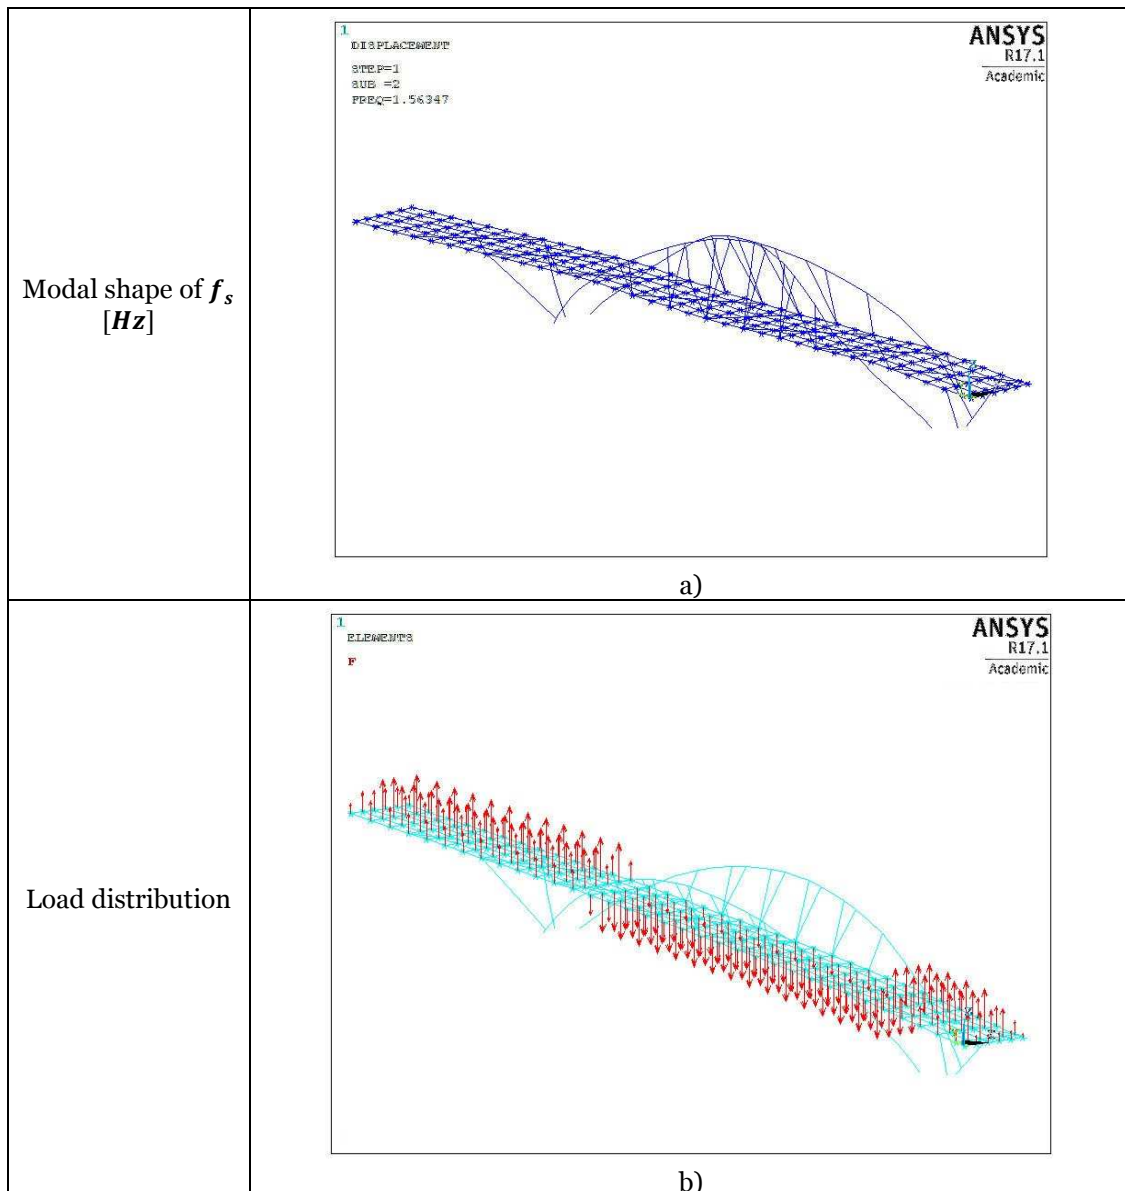 Modal shape of f_s
[Hz]
1
DISPLACEMENT
STEP=1
SUB =2
FREQ=1.56347
ANSYS
R17.1
Academic
a)
Load distribution
1
ELEMENTS
F
ANSYS
R17.1
Academic
b)